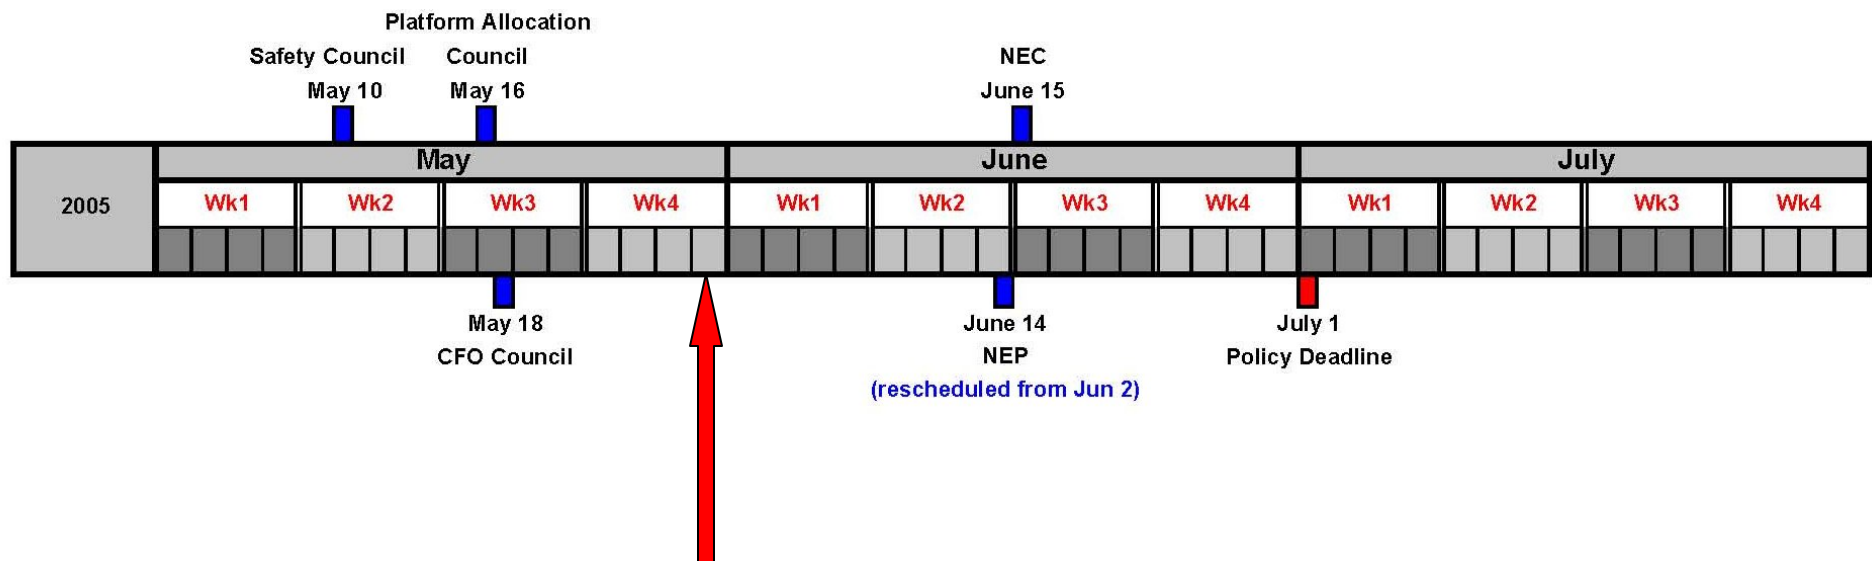 Platform Allocation
Safety Council Council
May 10 May 16
NEC
June 15
2005
May June July
Wk1 Wk2 Wk3 Wk4 Wk1 Wk2 Wk3 Wk4 Wk1 Wk2 Wk3 Wk4
May 18
CFO Council
June 14
NEP
(rescheduled from Jun 2)
July 1
Policy Deadline